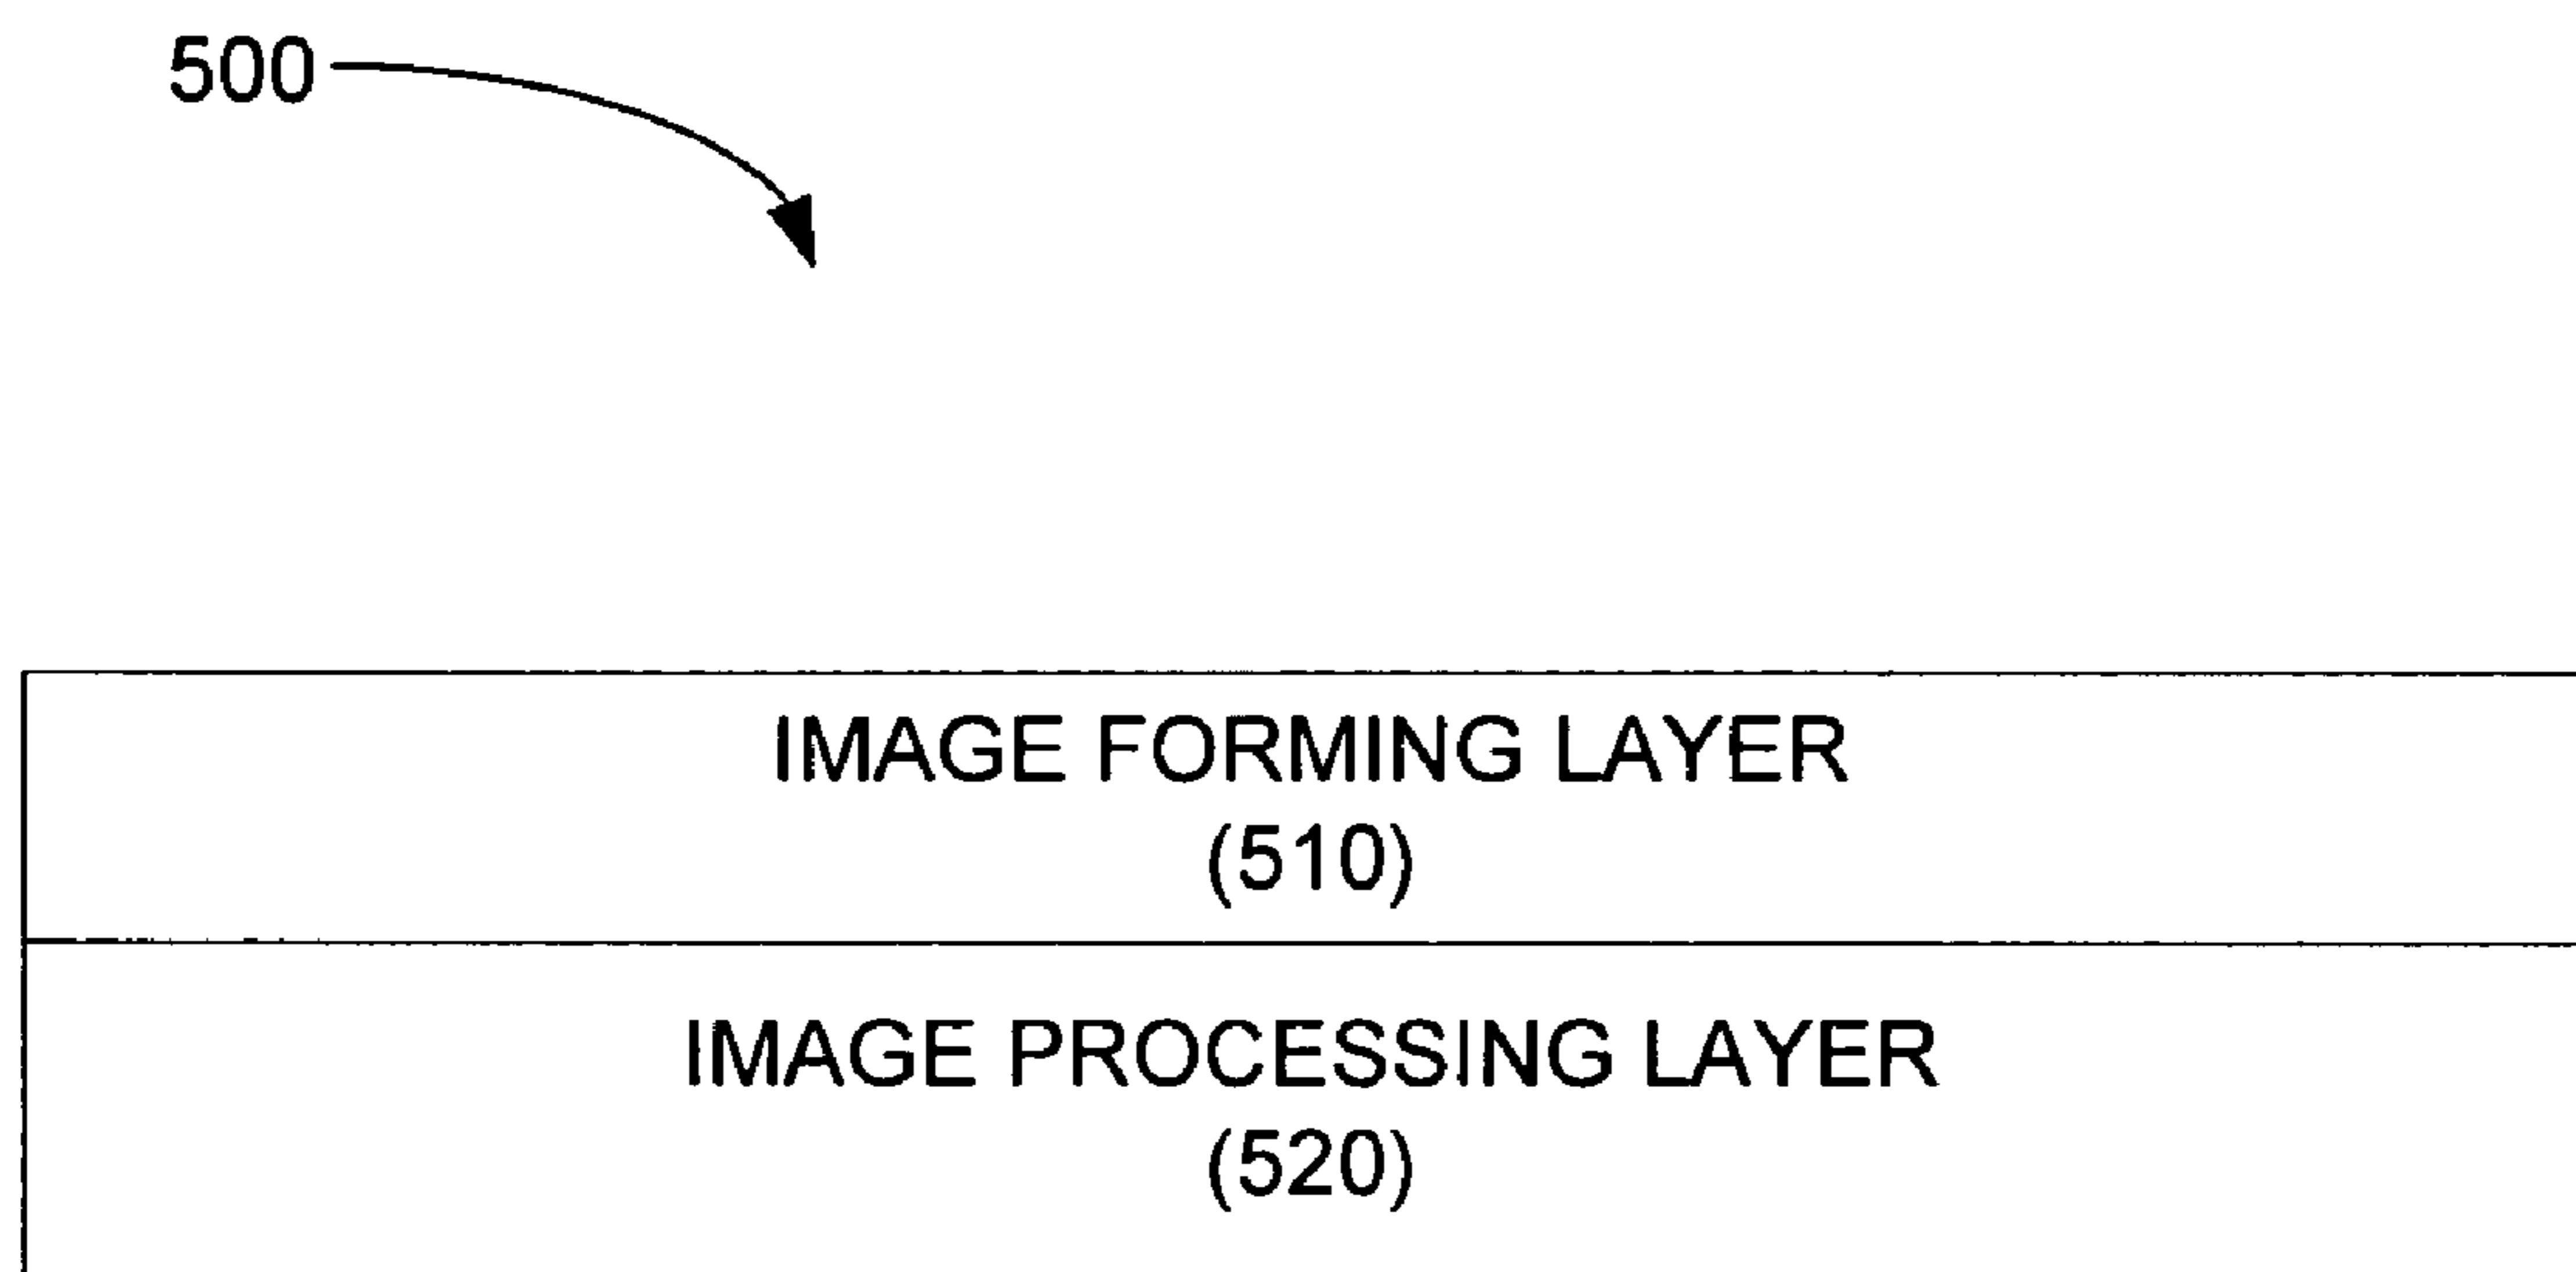 500
IMAGE FORMING LAYER
(510)
IMAGE PROCESSING LAYER
(520)